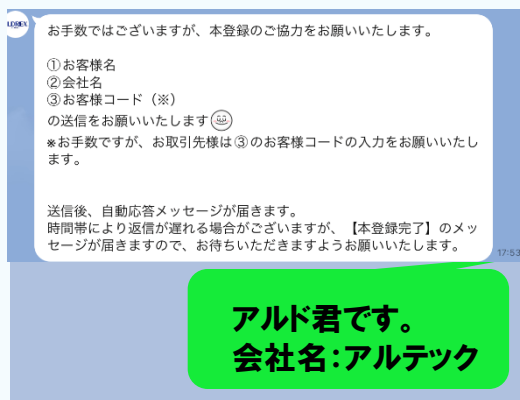 お手数ではございますが、本登録のご協力をお願いいたします。
①お客様名
②会社名
③お客様コード（※）
の送信をお願いいたします
※お手数ですが、お取引先様は③のお客様コードの入力をお願いいたし
ます。
送信後、自動応答メッセージが届きます。
時間帯により返信が遅れる場合がございますが、【本登録完了】のメッ
セージが届きますので、お待ちいただきますようお願いいたします。
17:53
アルド君です。
会社名：アルテック